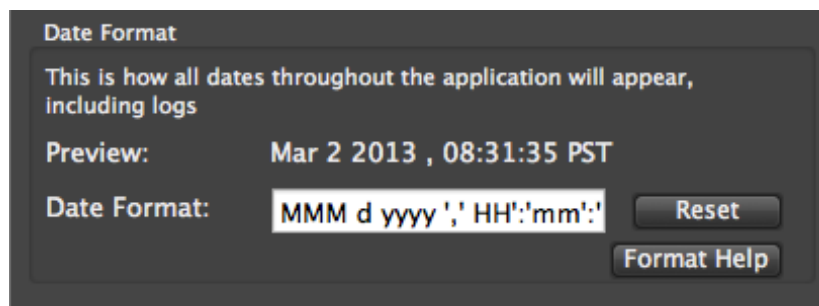 Date Format
This is how all dates throughout the application will appear,
including logs
Preview: Mar 2 2013 , 08:31:35 PST
Date Format: MMM d yyyy ',' HH':'mm':' Reset
Format Help